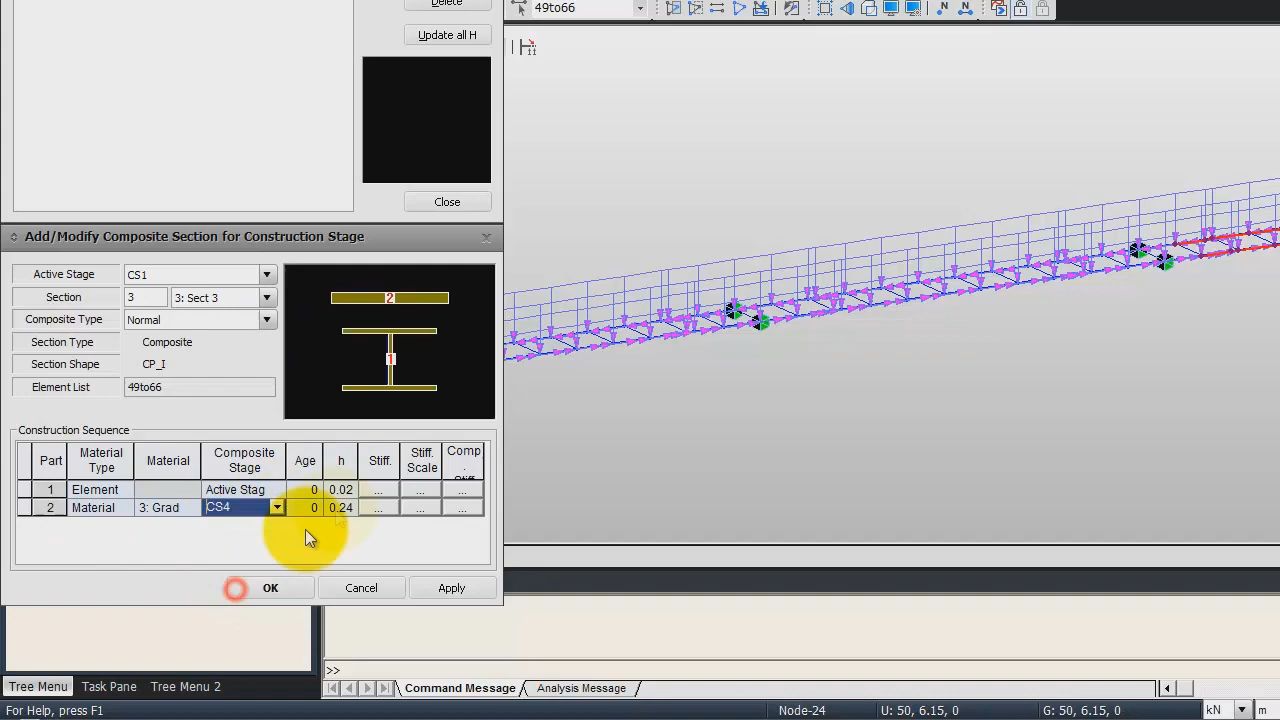 Delete
49to66
Update all H
Close
Add/Modify Composite Section for Construction Stage
Active Stage CS1
Section 3 3: Sect 3
Composite Type Normal
Section Type Composite
Section Shape CP_I
Element List 49to66
2
1
Construction Sequence
Part Material Type Material Composite Stage Age h Stiff. Stiff. Scale Comp .
1 Element Active Stag 0 0.02 ... ... ...
2 Material 3: Grad CS4 0 0.24 ... ... ...
OK Cancel Apply
>>
Tree Menu Task Pane Tree Menu 2 Command Message Analysis Message
For Help, press F1 Node-24 U: 50, 6.15, 0 G: 50, 6.15, 0 kN m